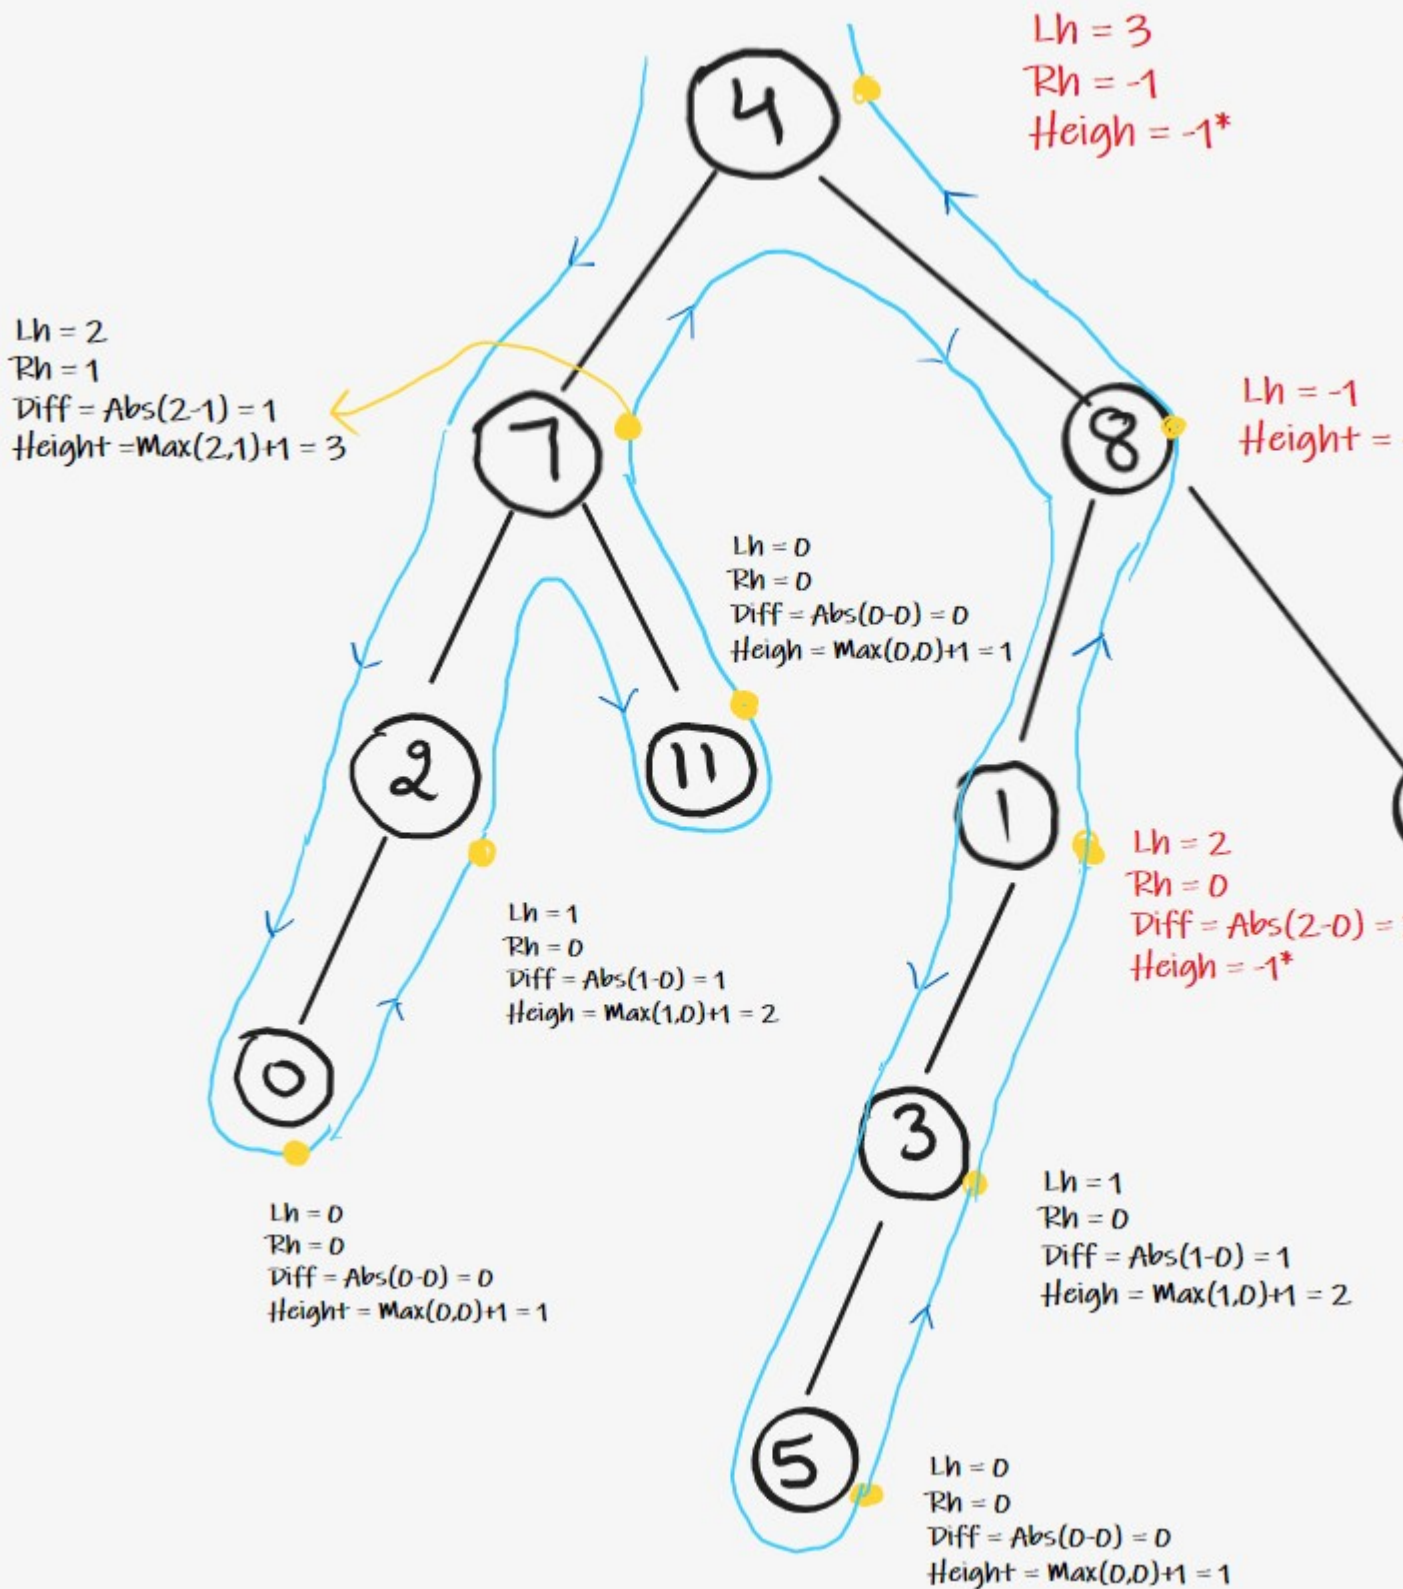 4
Lh = 3
Rh = -1
Heigh = -1*
Lh = 2
Rh = 1
Diff = Abs(2-1) = 1
Height =Max(2,1)+1 = 3
7
8
Lh = -1
Height =
Lh = 0
Rh = 0
Diff = Abs(0-0) = 0
Heigh = Max(0,0)+1 = 1
2
11
1
Lh = 2
Rh = 0
Diff = Abs(2-0) =
Heigh = -1*
Lh = 1
Rh = 0
Diff = Abs(1-0) = 1
Heigh = Max(1,0)+1 = 2
0
3
Lh = 0
Rh = 0
Diff = Abs(0-0) = 0
Height = Max(0,0)+1 = 1
Lh = 1
Rh = 0
Diff = Abs(1-0) = 1
Heigh = Max(1,0)+1 = 2
5
Lh = 0
Rh = 0
Diff = Abs(0-0) = 0
Height = Max(0,0)+1 = 1